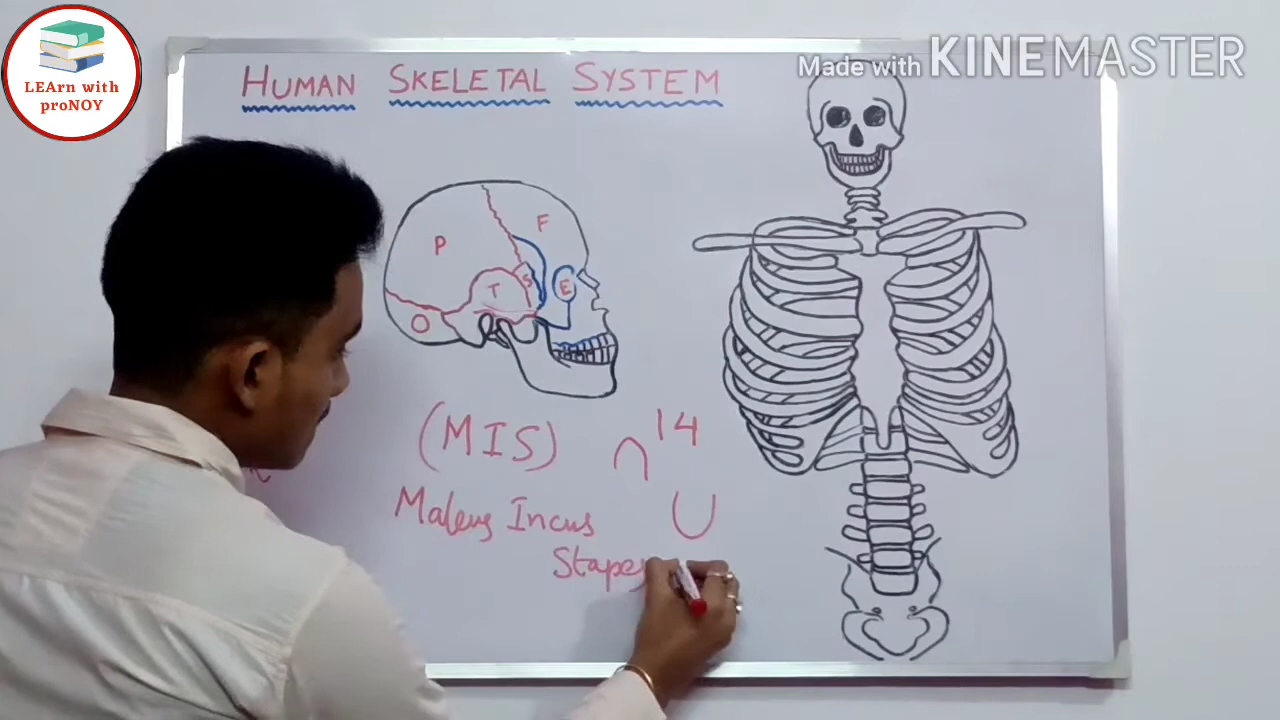 LEArn with
proNOY
Made with KINEMASTER
HUMAN SKELETAL SYSTEM
P
F
T
S
E
O
(MIS)
14
Maleus Incus
Stapes